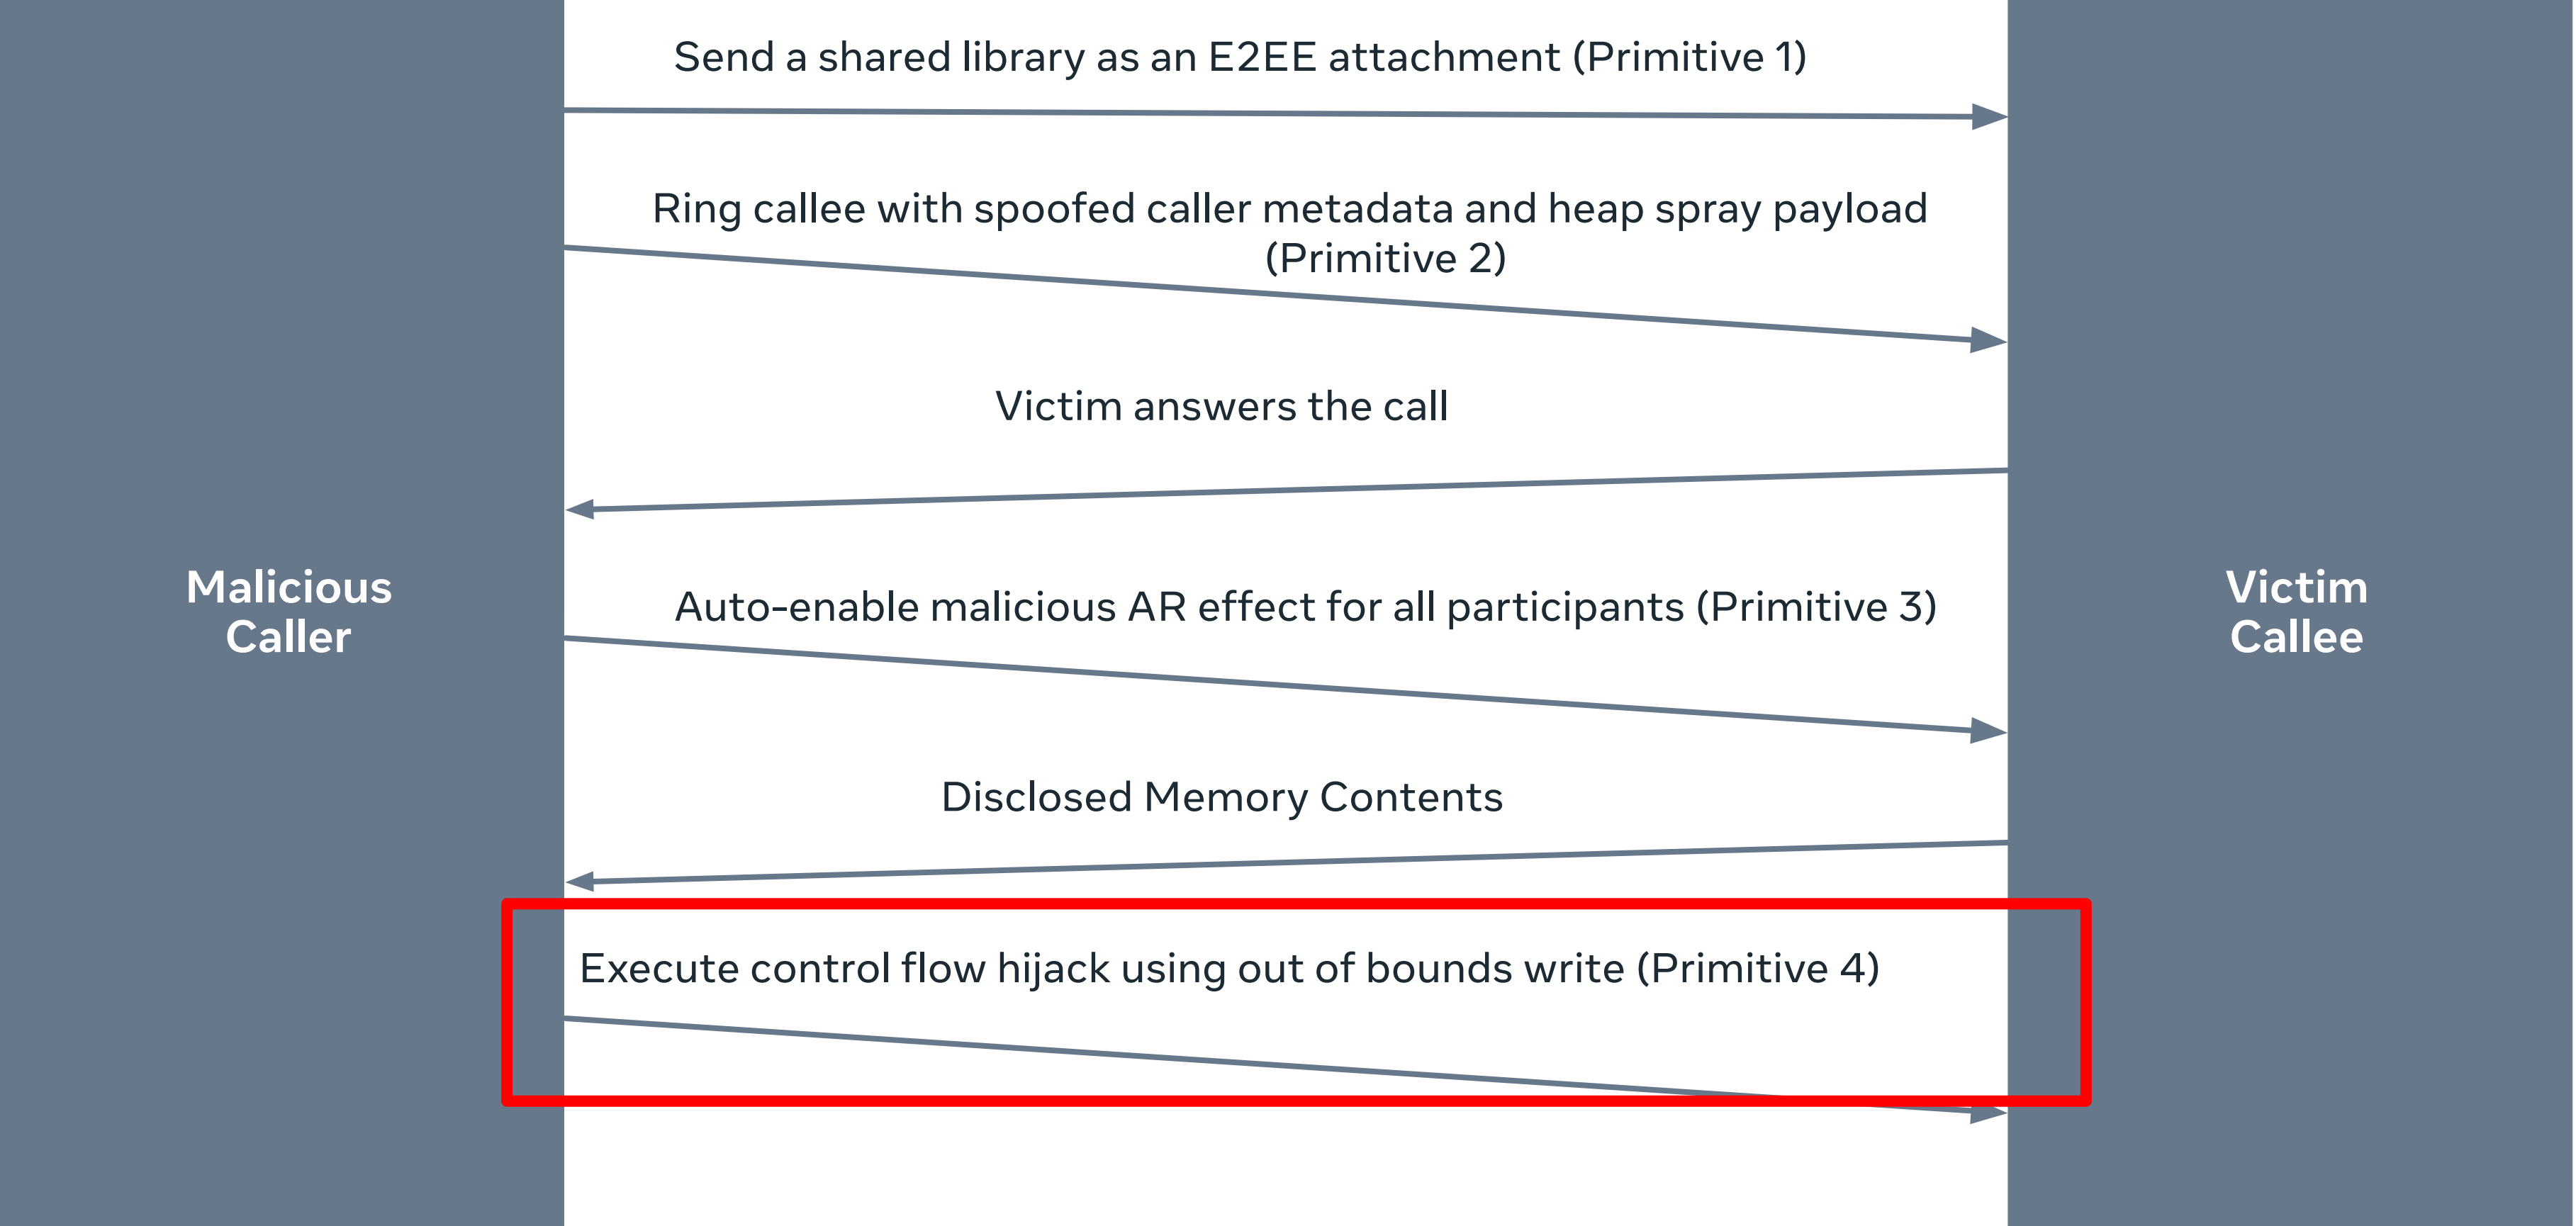 Send a shared library as an E2EE attachment (Primitive 1)
Ring callee with spoofed caller metadata and heap spray payload
(Primitive 2)
Victim answers the call
Malicious
Caller
Auto-enable malicious AR effect for all participants (Primitive 3)
Victim
Callee
Disclosed Memory Contents
Execute control flow hijack using out of bounds write (Primitive 4)